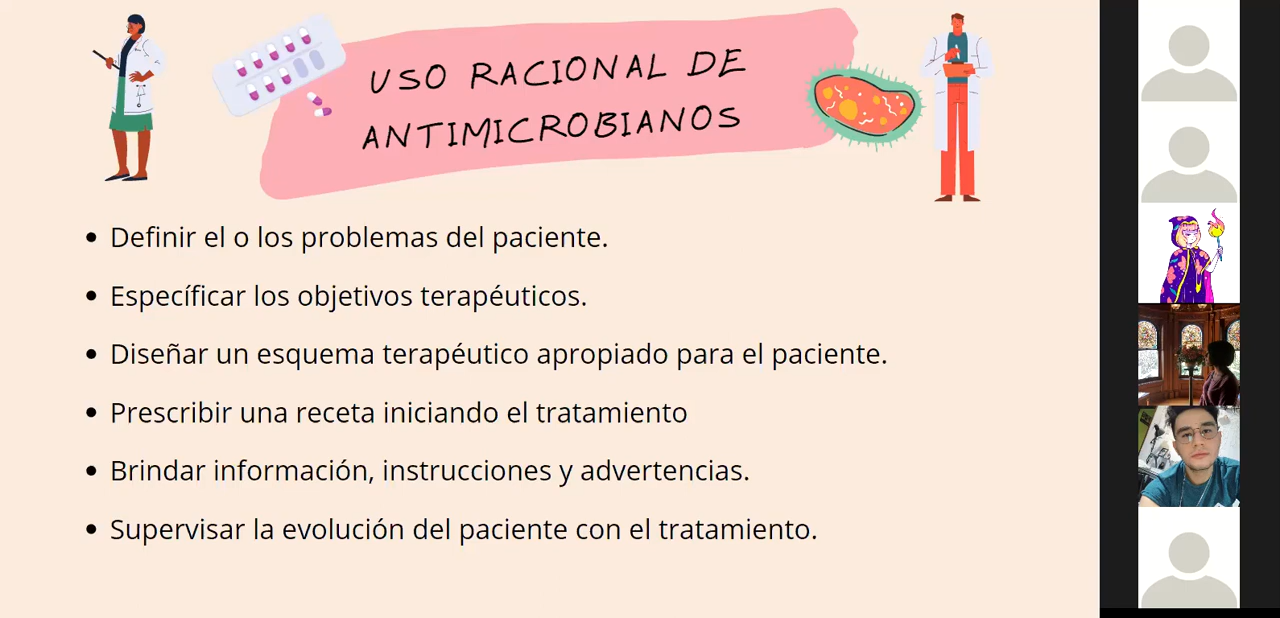 USO RACIONAL DE
ANTIMICROBIANOS
• Definir el o los problemas del paciente.
• Específicar los objetivos terapéuticos.
• Diseñar un esquema terapéutico apropiado para el paciente.
• Prescribir una receta iniciando el tratamiento
• Brindar información, instrucciones y advertencias.
• Supervisar la evolución del paciente con el tratamiento.